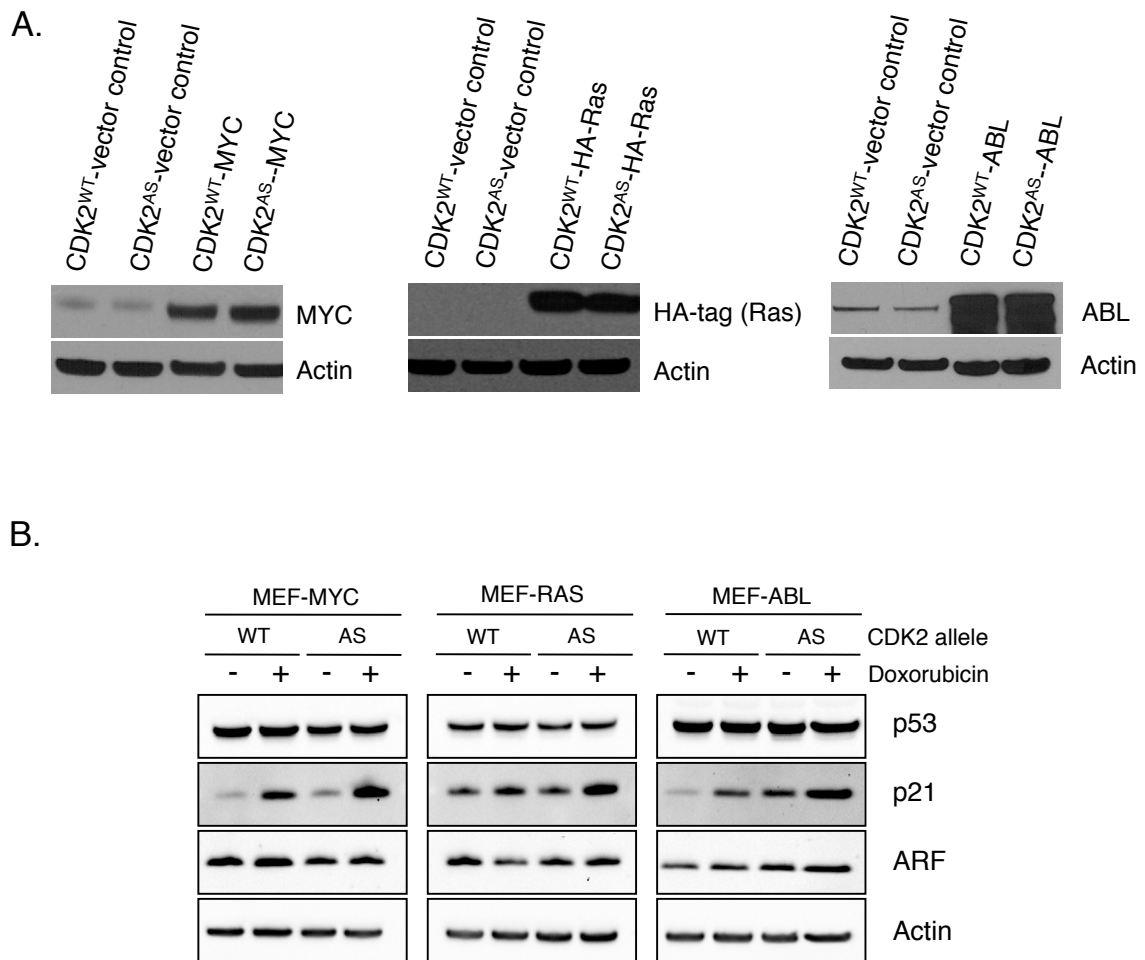 A.
CDK2WT-vector control
CDK2AS-vector control
CDK2WT-MYC
CDK2AS--MYC
MYC
Actin
CDK2WT-vector control
CDK2AS-vector control
CDK2WT-HA-Ras
CDK2AS-HA-Ras
HA-tag (Ras)
Actin
CDK2WT-vector control
CDK2AS-vector control
CDK2WT-ABL
CDK2AS--ABL
ABL
Actin
B.
MEF-MYC MEF-RAS MEF-ABL
WT AS WT AS WT AS CDK2 allele
- + - + - + - + - + - + Doxorubicin
p53
p21
ARF
Actin